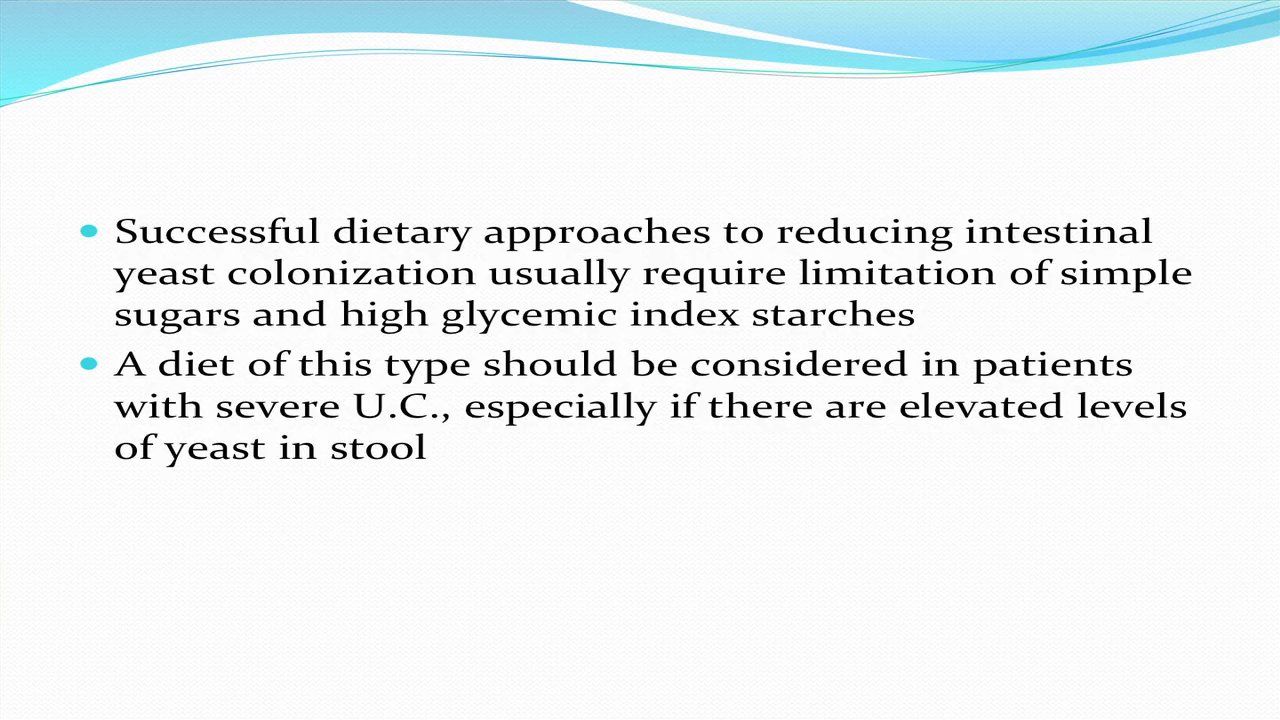 Successful dietary approaches to reducing intestinal
yeast colonization usually require limitation of simple
sugars and high glycemic index starches
A diet of this type should be considered in patients
with severe U.C., especially if there are elevated levels
of yeast in stool